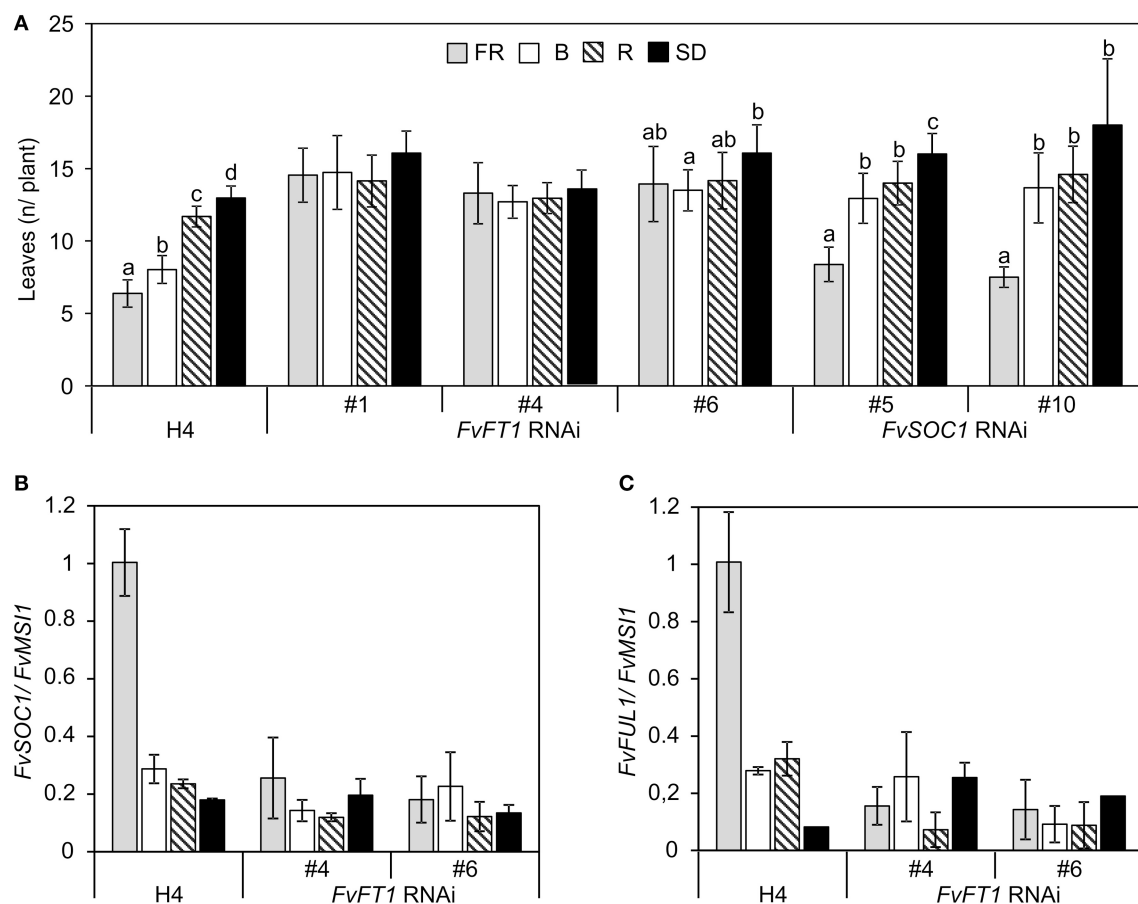 A
25
20
15
10
5
0
Leaves (n/ plant)
FR B R SD
a b c d
ab a ab b
a b b c
a b b b
#1 #4 #6 #5 #10
H4 FvFT1 RNAi FvSOC1 RNAi
B
1.2
1
0.8
0.6
0.4
0.2
0
FvSOC1/ FvMSI1
#4 #6
H4 FvFT1 RNAi
C
1.2
1
0.8
0.6
0.4
0,2
0
FvFUL1/ FvMSI1
#4 #6
H4 FvFT1 RNAi